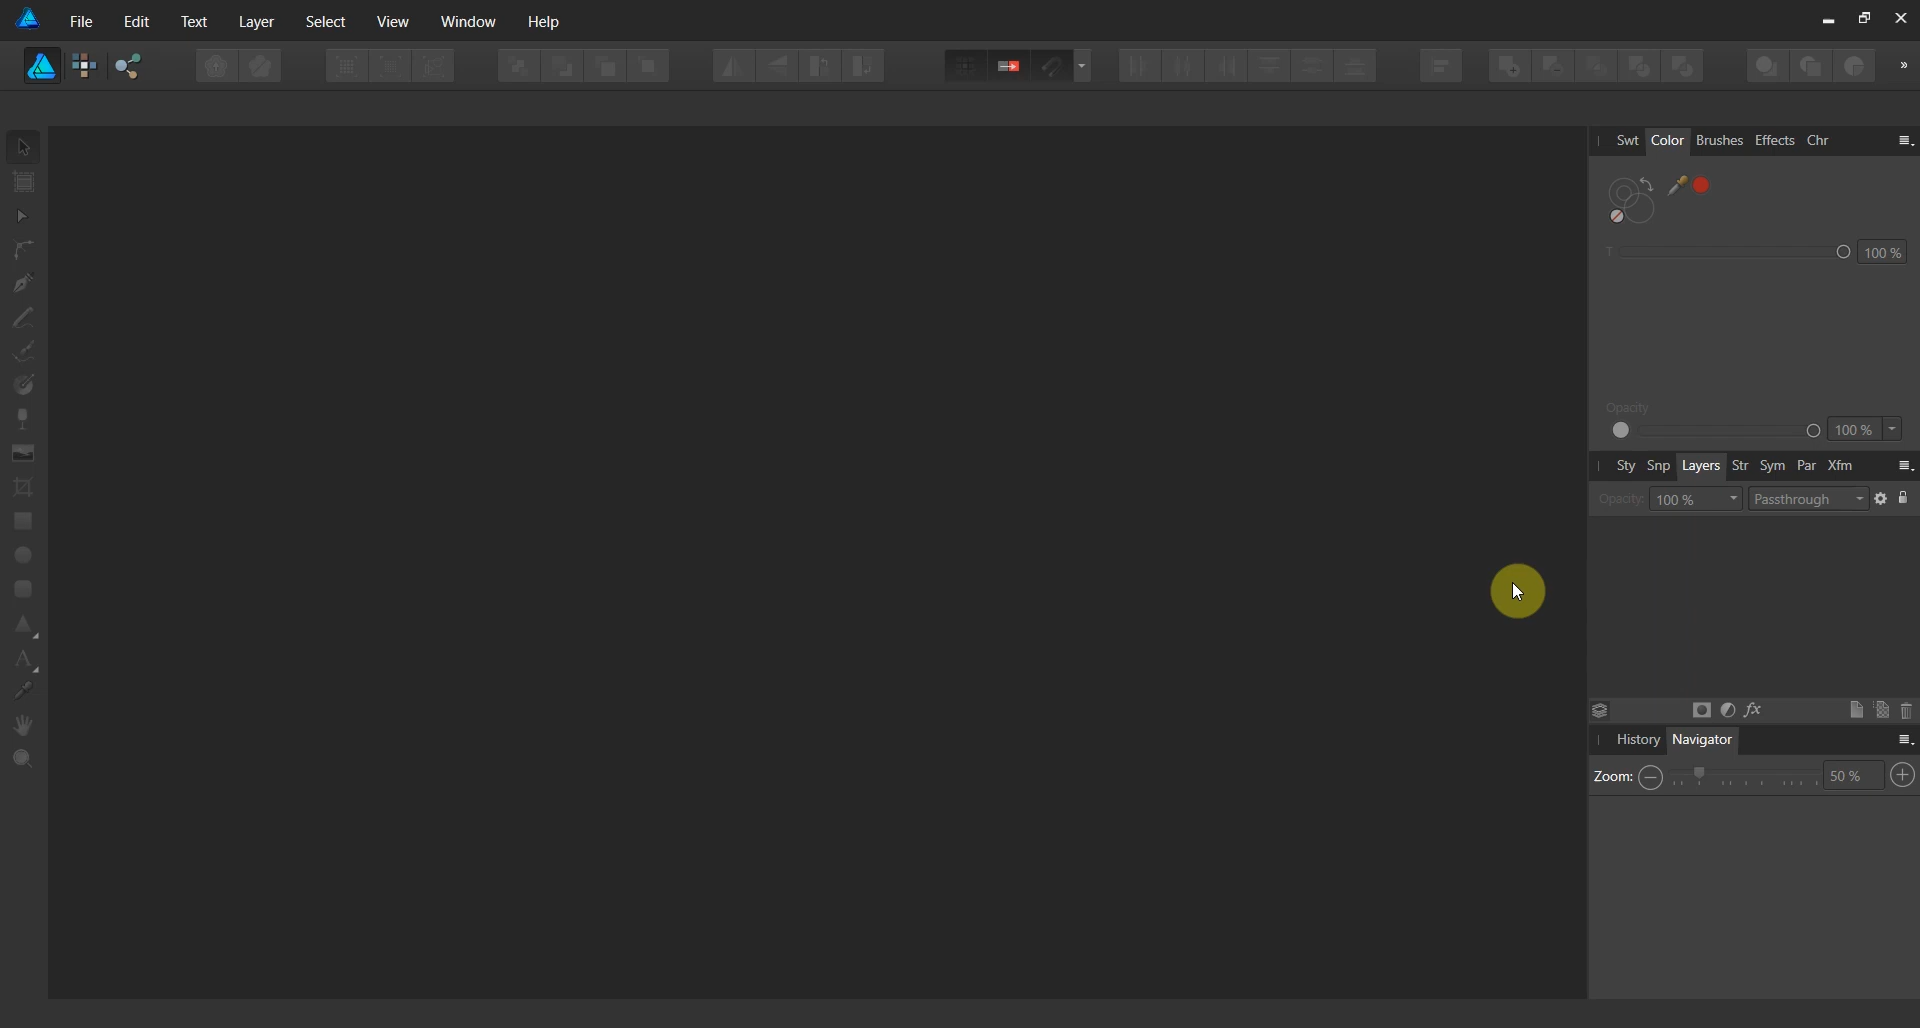 File Edit Text Layer Select View Window Help
Swt Color Brushes Effects Chr
T 100 %
Opacity
100 %
Sty Snp Layers Str Sym Par Xfm
Opacity: 100 % Passthrough
fx
History Navigator
Zoom: 50 %